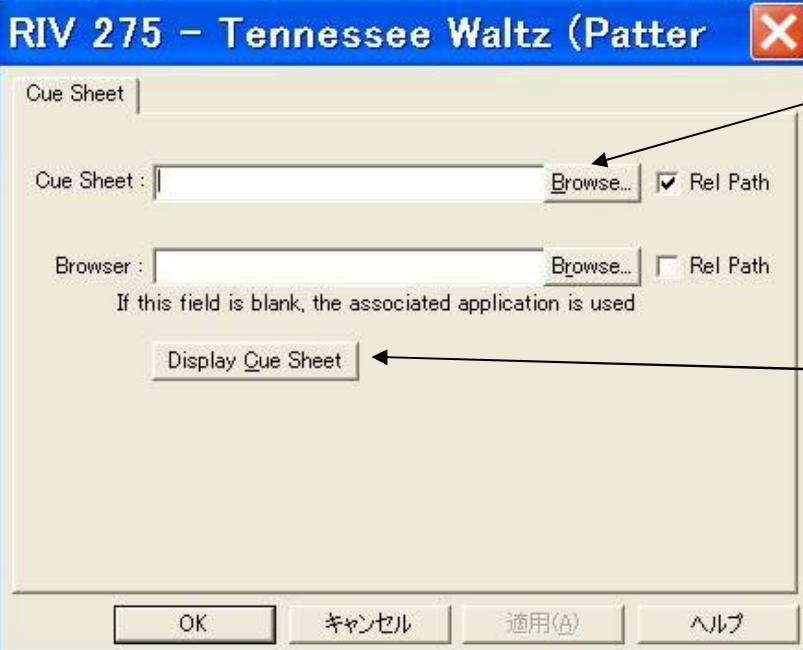 RIV 275 - Tennessee Waltz (Patter
Cue Sheet
Cue Sheet : Browse... Rel Path
Browser : Browse... Rel Path
If this field is blank, the associated application is used
Display Cue Sheet
OK キャンセル 適用(A) ヘルプ